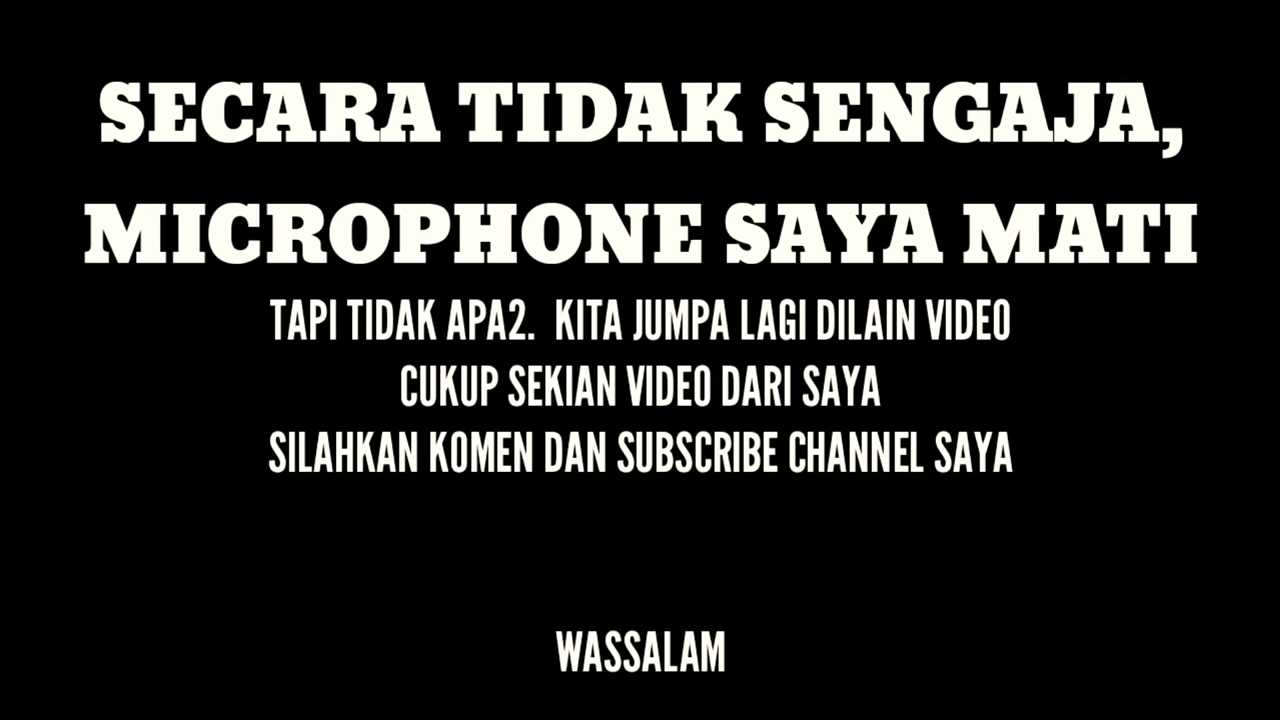 SECARA TIDAK SENGAJA,
MICROPHONE SAYA MATI
TAPI TIDAK APA2. KITA JUMPA LAGI DILAIN VIDEO
CUKUP SEKIAN VIDEO DARI SAYA
SILAHKAN KOMEN DAN SUBSCRIBE CHANNEL SAYA
WASSALAM